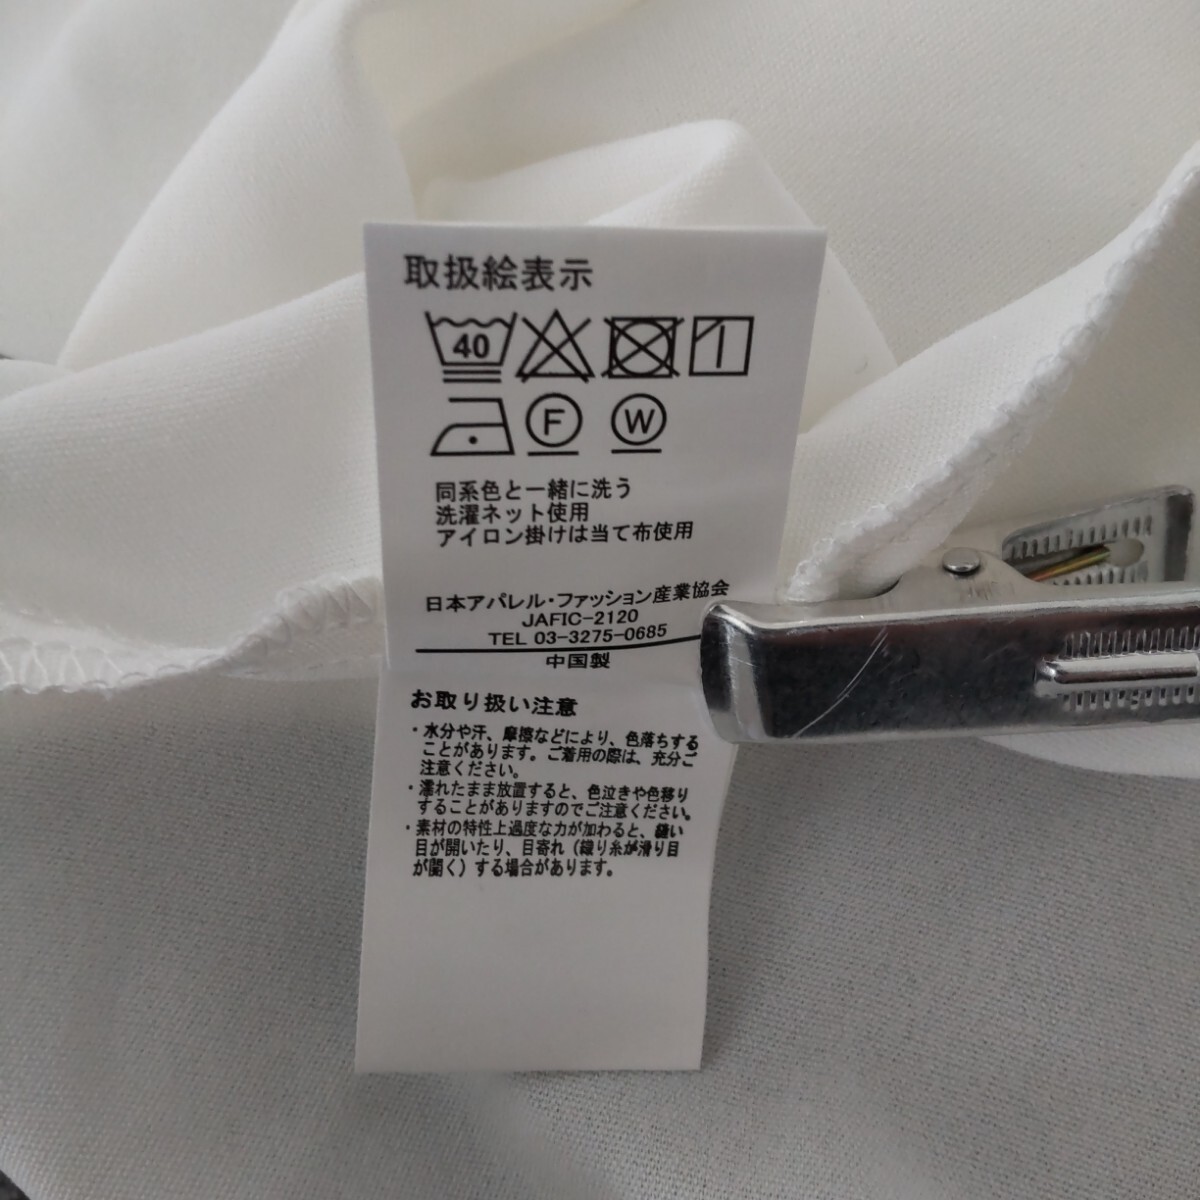 取扱絵表示
40
F W
同系色と一緒に洗う
洗濯ネット使用
アイロン掛けは当て布使用
日本アパレル・ファッション産業協会
JAFIC-2120
TEL 03-3275-0685
中国製
お取り扱い注意
・水分や汗、摩擦などにより、色落ちする
ことがあります。ご着用の際は、充分ご
注意ください。
・濡れたまま放置すると、色泣きや色移り
することがありますのでご注意ください。
・素材の特性上過度な力が加わると、縫い
目が開いたり、目寄れ（織り糸が滑り目
が開く）する場合があります。